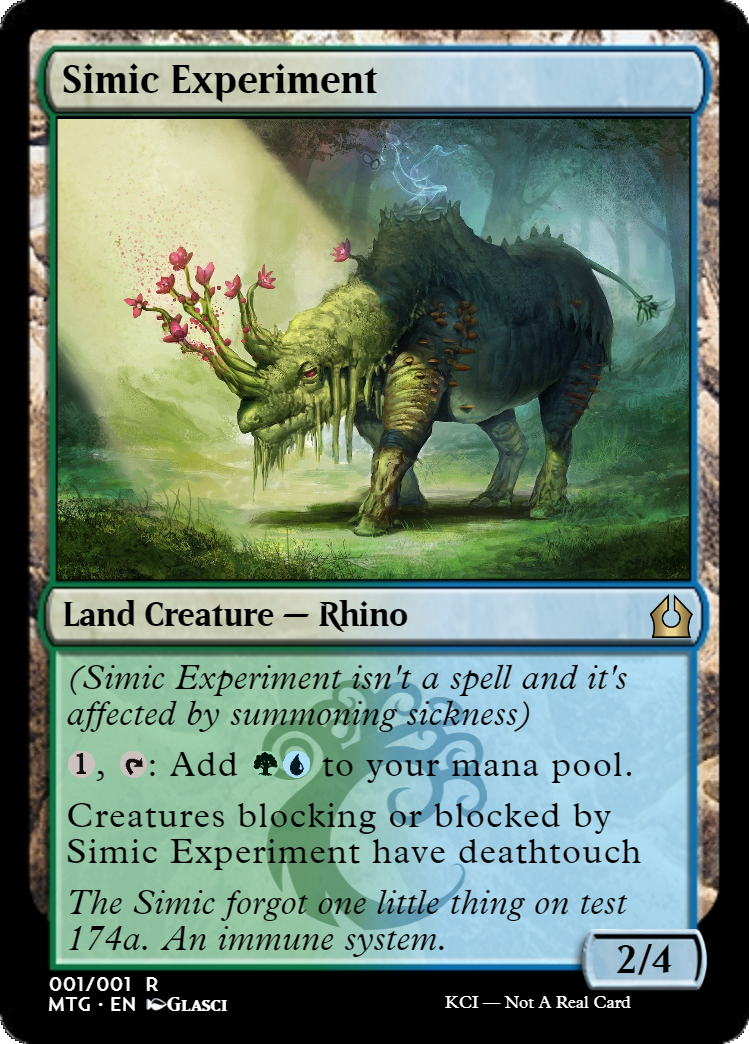 Simic Experiment
Land Creature — Rhino
(Simic Experiment isn't a spell and it's
affected by summoning sickness)
1, : Add to your mana pool.
Creatures blocking or blocked by
Simic Experiment have deathtouch
The Simic forgot one little thing on test
174a. An immune system.
2/4
001/001 R
MTG • EN GLASCI
KCI — Not A Real Card